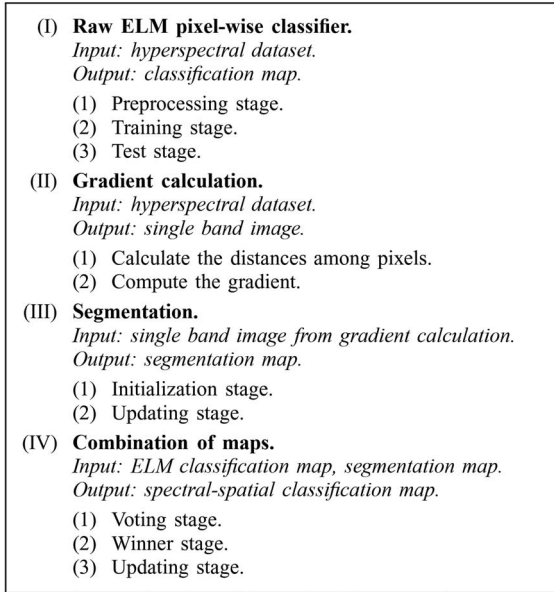 (I) Raw ELM pixel-wise classifier.
Input: hyperspectral dataset.
Output: classification map.
(1) Preprocessing stage.
(2) Training stage.
(3) Test stage.
(II) Gradient calculation.
Input: hyperspectral dataset.
Output: single band image.
(1) Calculate the distances among pixels.
(2) Compute the gradient.
(III) Segmentation.
Input: single band image from gradient calculation.
Output: segmentation map.
(1) Initialization stage.
(2) Updating stage.
(IV) Combination of maps.
Input: ELM classification map, segmentation map.
Output: spectral-spatial classification map.
(1) Voting stage.
(2) Winner stage.
(3) Updating stage.